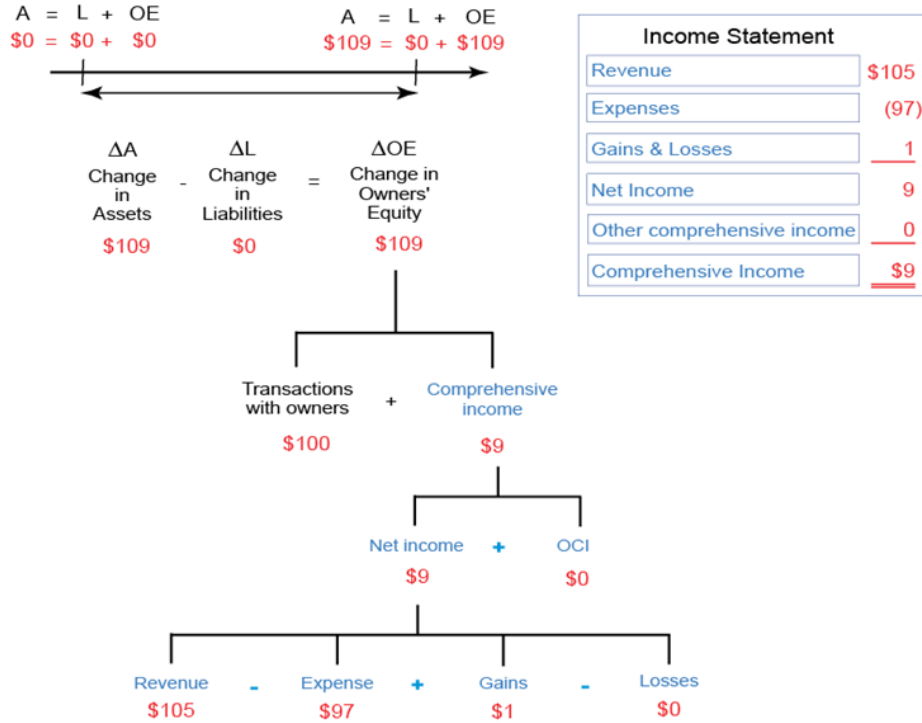 A = L + OE
$0 = $0 + $0
A = L + OE
$109 = $0 + $109
ΔA
Change
in
Assets
$109
-
ΔL
Change
in
Liabilities
$0
=
ΔOE
Change in
Owners'
Equity
$109
Income Statement
Revenue $105
Expenses (97)
Gains & Losses 1
Net Income 9
Other comprehensive income 0
Comprehensive Income $9
Transactions
with owners
$100
+
Comprehensive
income
$9
Net income + OCI
$9 $0
Revenue - Expense + Gains - Losses
$105 $97 $1 $0